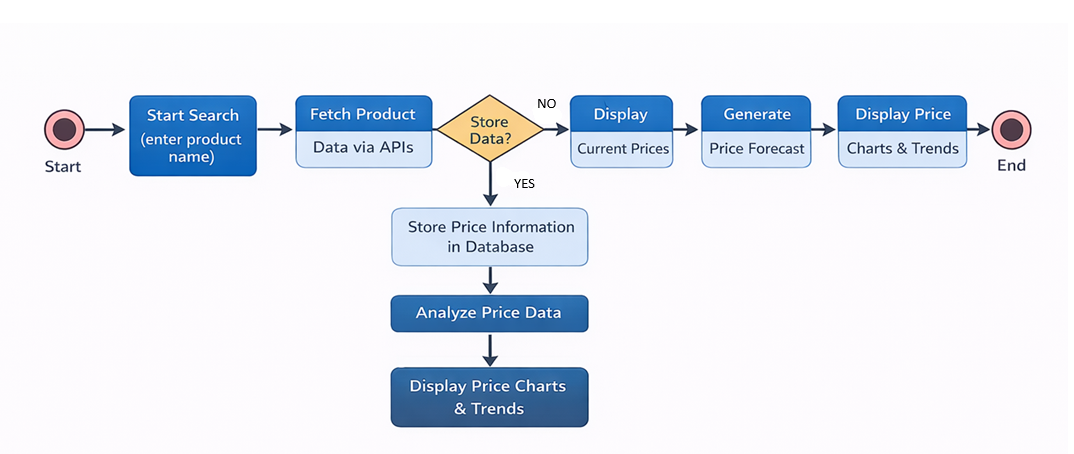 Start
Start Search
(enter product
name)
Fetch Product
Data via APIs
Store
Data?
NO
Display
Current Prices
Generate
Price Forecast
Display Price
Charts & Trends
End
YES
Store Price Information
in Database
Analyze Price Data
Display Price Charts
& Trends